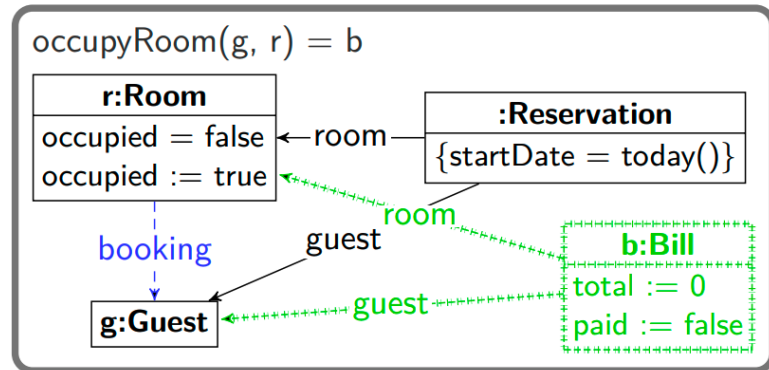 occupyRoom(g, r) = b
r:Room
occupied = false
occupied := true
room
:Reservation
{startDate = today()}
room
guest
booking
b:Bill
total := 0
paid := false
guest
g:Guest